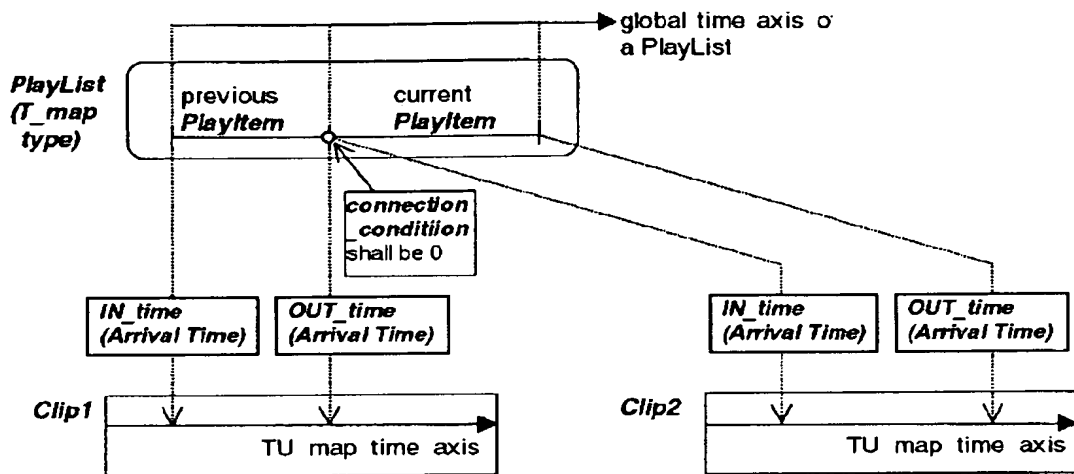 global time axis o
a PlayList
PlayList
(T_map
type)
previous
PlayItem
current
PlayItem
connection
_conditiion
shall be 0
IN_time
(Arrival Time)
OUT_time
(Arrival Time)
IN_time
(Arrival Time)
OUT_time
(Arrival Time)
Clip1
TU map time axis
Clip2
TU map time axis